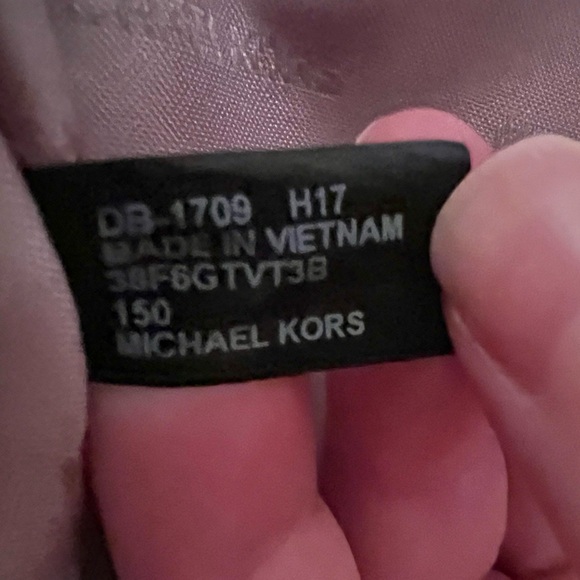 DB-1709 H17
MADE IN VIETNAM
38F6GTVT3B
150
MICHAEL KORS